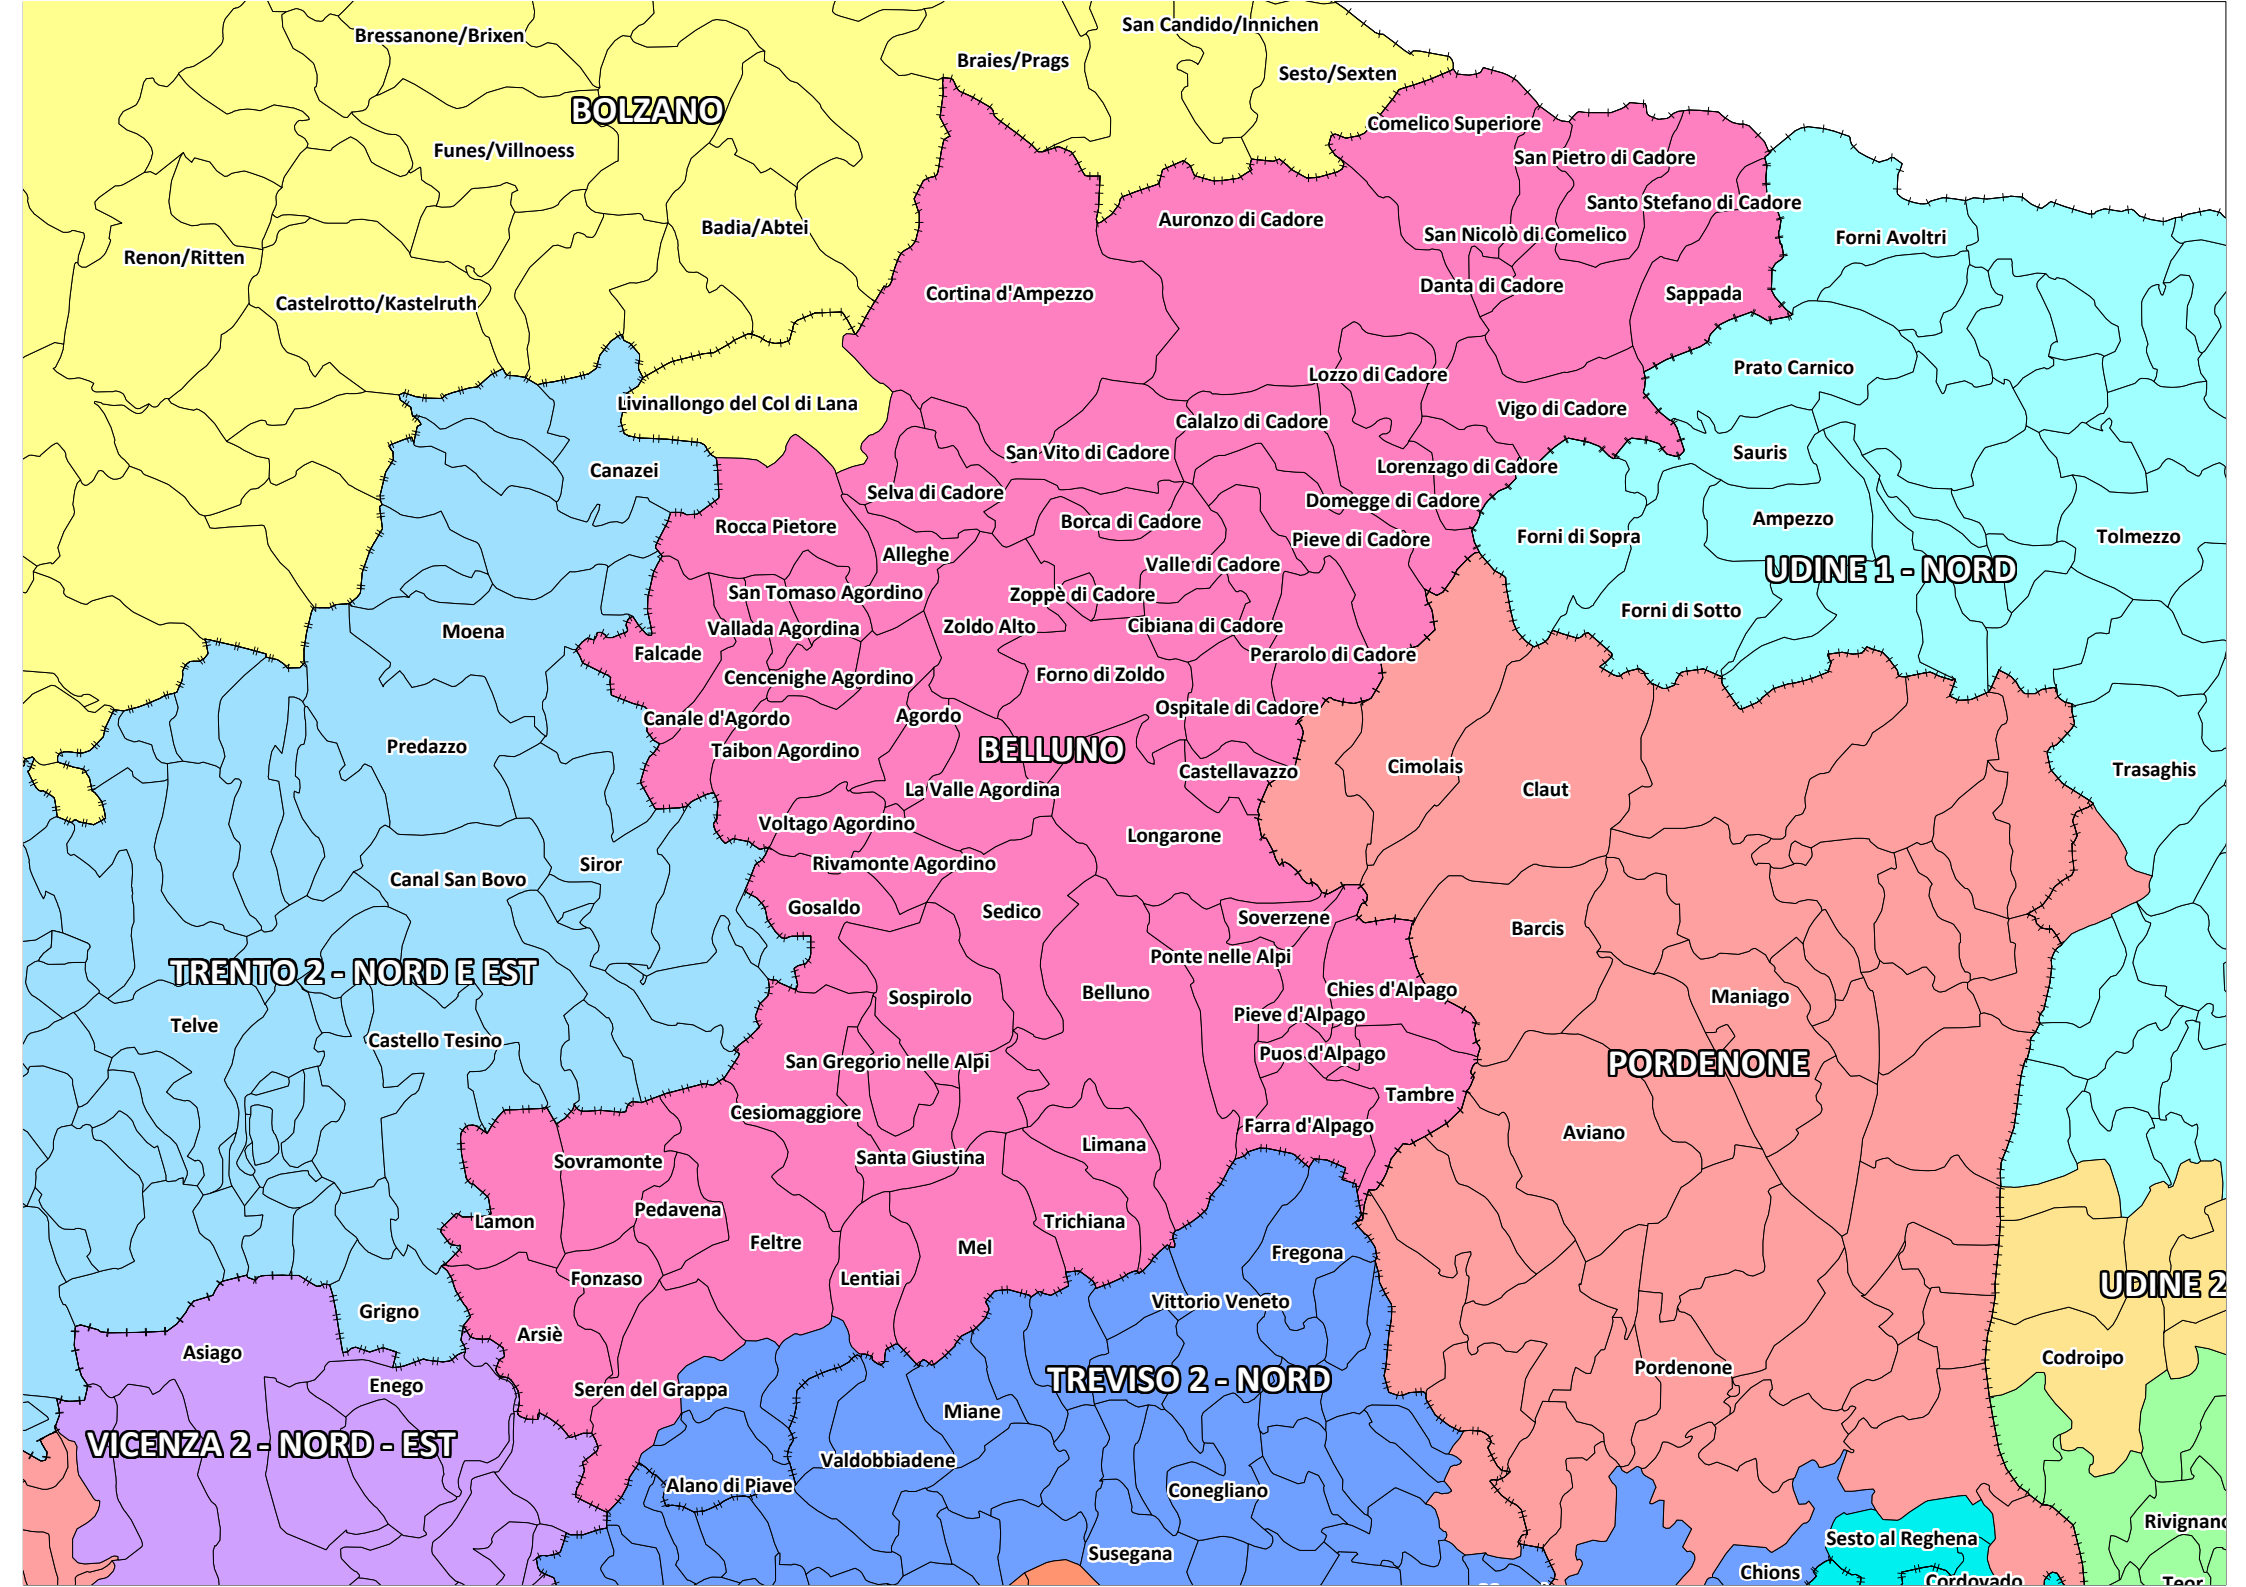 San Candido/Innichen
Bressanone/Brixen
Braies/Prags
Sesto/Sexten
BOLZANO
Comelico Superiore
Funes/Villnoess
San Pietro di Cadore
Santo Stefano di Cadore
Auronzo di Cadore
Badia/Abtei
San Nicolò di Comelico
Forni Avoltri
Renon/Ritten
Danta di Cadore
Cortina d'Ampezzo
Sappada
Castelrotto/Kastelruth
Prato Carnico
Lozzo di Cadore
Livinallongo del Col di Lana
Vigo di Cadore
Calalzo di Cadore
San Vito di Cadore
Sauris
Canazei
Lorenzago di Cadore
Selva di Cadore
Domegge di Cadore
Rocca Pietore
Borca di Cadore
Ampezzo
Forni di Sopra
Tolmezzo
Pieve di Cadore
Alleghe
Valle di Cadore
UDINE 1 - NORD
San Tomaso Agordino
Zoppè di Cadore
Forni di Sotto
Moena
Vallada Agordina
Zoldo Alto
Cibiana di Cadore
Falcade
Perarolo di Cadore
Cencenighe Agordino
Forno di Zoldo
Canale d'Agordo
Agordo
Ospitale di Cadore
Predazzo
Taibon Agordino
BELLUNO
Cimolais
Castellavazzo
Trasaghis
La Valle Agordina
Claut
Voltago Agordino
Longarone
Siror
Rivamonte Agordino
Canal San Bovo
Gosaldo
Sedico
Soverzene
Barcis
Ponte nelle Alpi
TRENTO 2 - NORD E EST
Sospirolo
Belluno
Chies d'Alpago
Maniago
Telve
Pieve d'Alpago
Castello Tesino
San Gregorio nelle Alpi
Puos d'Alpago
PORDENONE
Tambre
Cesiomaggiore
Farra d'Alpago
Aviano
Limana
Sovramonte
Santa Giustina
Pedavena
Lamon
Trichiana
Feltre
Mel
Fregona
Fonzaso
Lentiai
UDINE 2
Vittorio Veneto
Grigno
Arsiè
Asiago
Codroipo
Pordenone
TREVISO 2 - NORD
Enego
Seren del Grappa
Miane
VICENZA 2 - NORD - EST
Valdobbiadene
Alano di Piave
Conegliano
Rivignano
Sesto al Reghena
Susegana
Chions
Cordovado
Teor